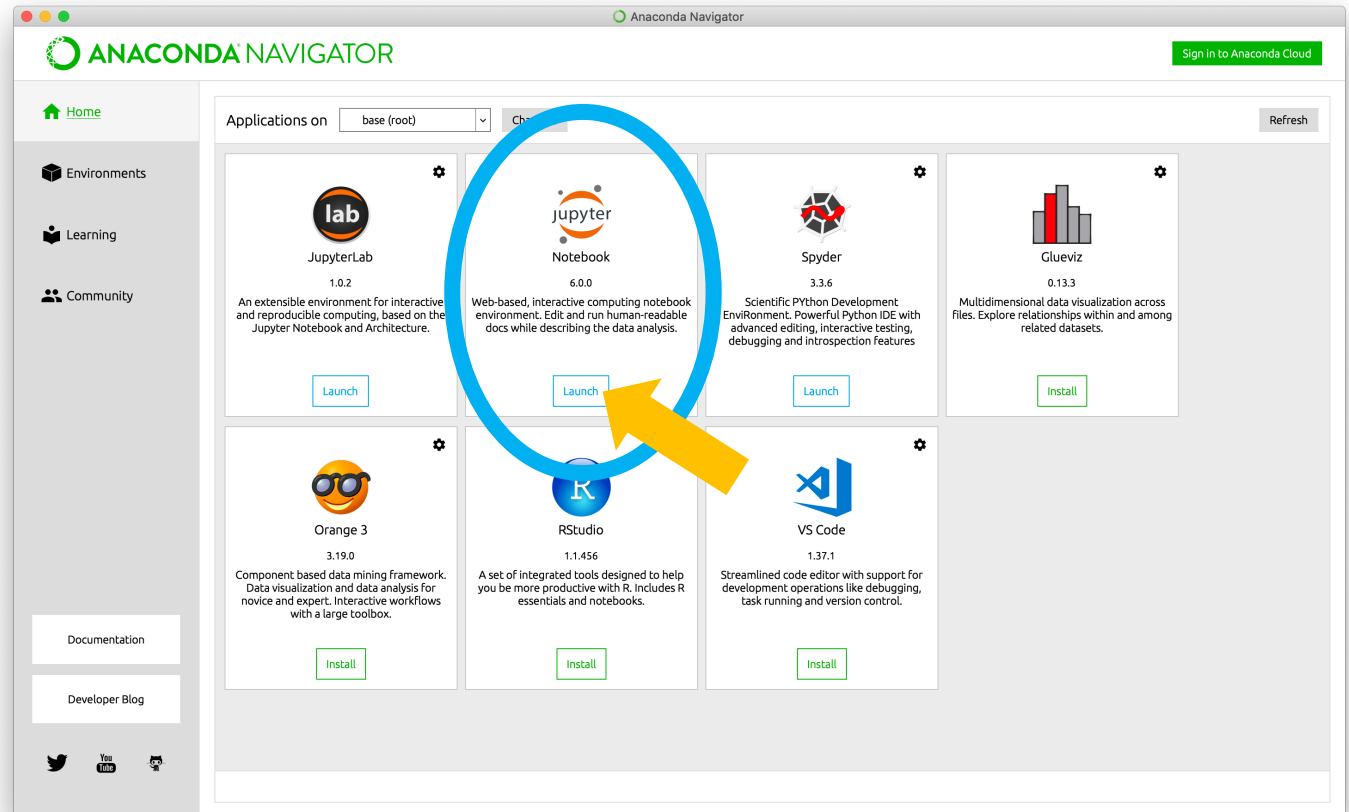 Anaconda Navigator
ANACONDA NAVIGATOR
Sign in to Anaconda Cloud
Home
Environments
Learning
Community
Documentation
Developer Blog
You
Tube
Applications on
base (root)
Refresh
lab
JupyterLab
1.0.2
An extensible environment for interactive
and reproducible computing, based on the
Jupyter Notebook and Architecture.
Launch
jupyter
Notebook
6.0.0
Web-based, interactive computing notebook
environment. Edit and run human-readable
docs while describing the data analysis.
Launch
Spyder
3.3.6
Scientific PYthon Development
EnviRonment. Powerful Python IDE with
advanced editing, interactive testing,
debugging and introspection features
Launch
Glueviz
0.13.3
Multidimensional data visualization across
files. Explore relationships within and among
related datasets.
Install
Orange 3
3.19.0
Component based data mining framework.
Data visualization and data analysis for
novice and expert. Interactive workflows
with a large toolbox.
Install
R
RStudio
1.1.456
A set of integrated tools designed to help
you be more productive with R. Includes R
essentials and notebooks.
Install
VS Code
1.37.1
Streamlined code editor with support for
development operations like debugging,
task running and version control.
Install